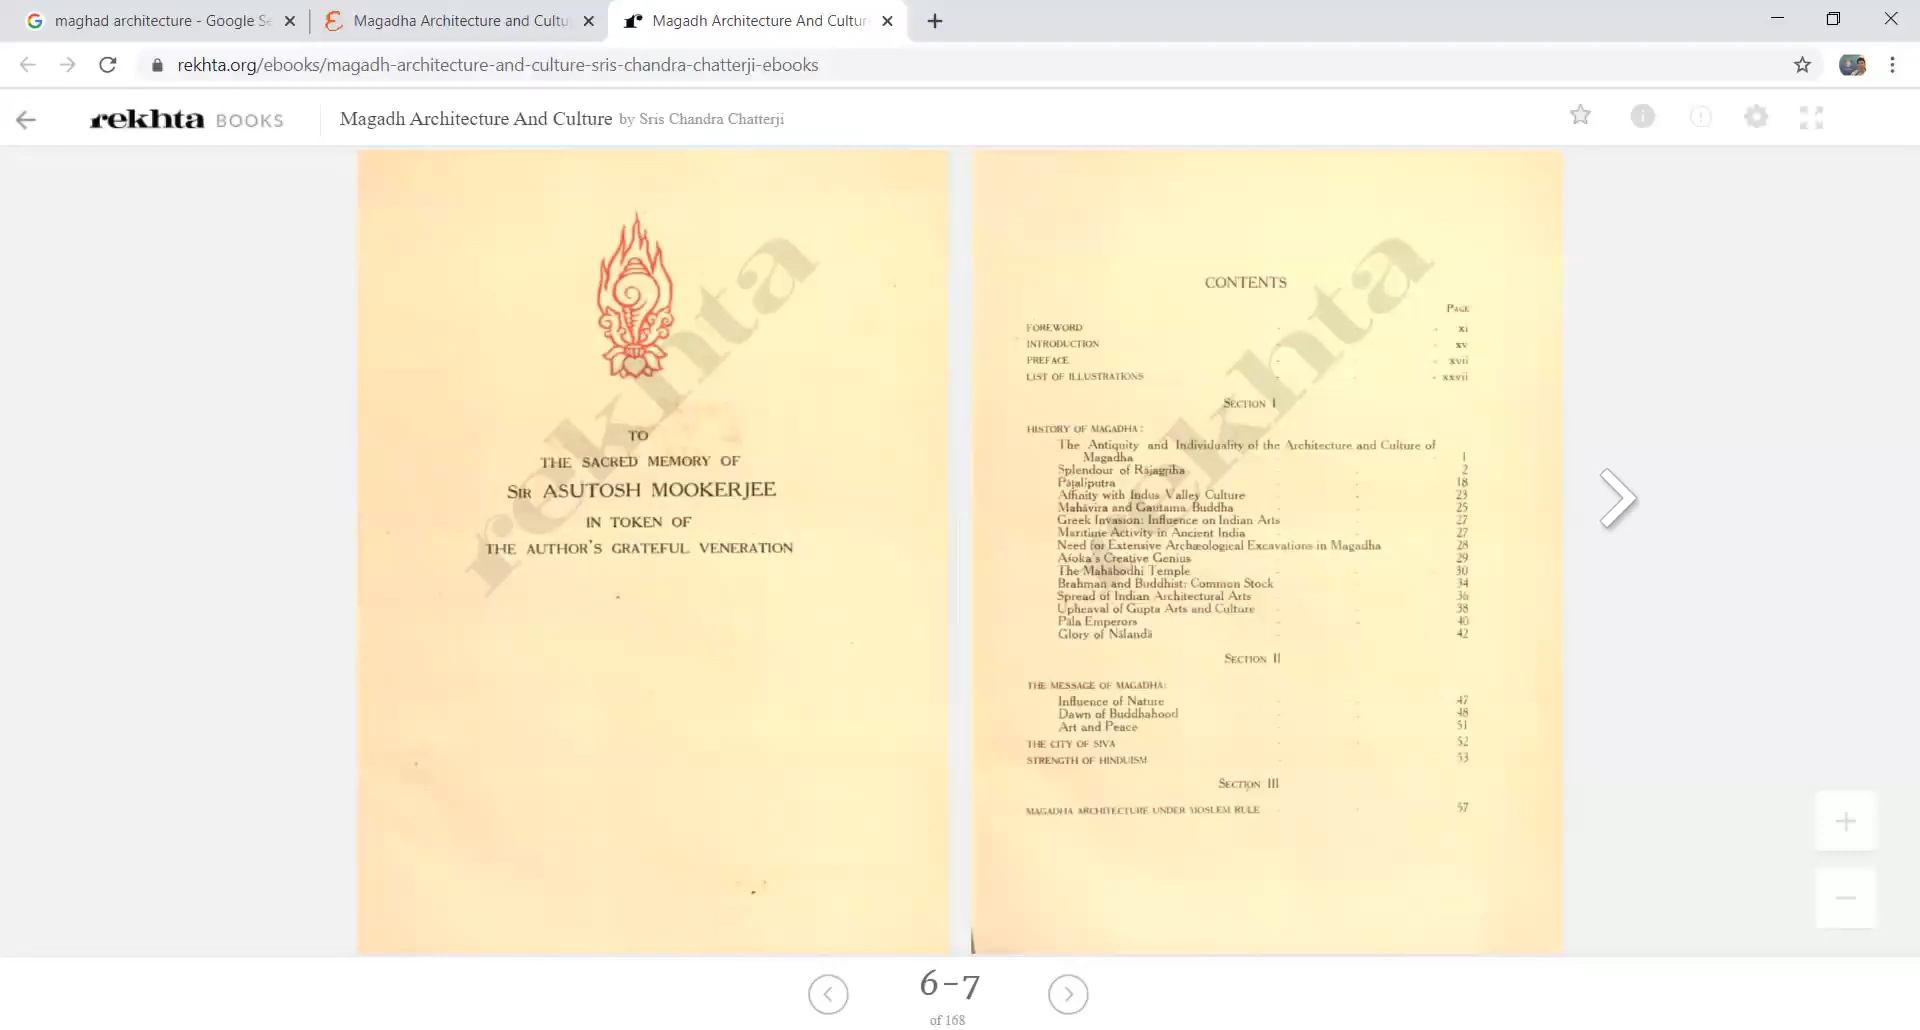 maghad architecture - Google Se
Magadha Architecture and Cultu
Magadh Architecture And Cultur
rekhta.org/ebooks/magadh-architecture-and-culture-sris-chandra-chatterji-ebooks
rekhta BOOKS
Magadh Architecture And Culture by Sris Chandra Chatterji
rekhta
TO
THE SACRED MEMORY OF
SIR ASUTOSH MOOKERJEE
IN TOKEN OF
THE AUTHOR'S GRATEFUL VENERATION
rekhta
CONTENTS
PAGE
FOREWORD - - xi
INTRODUCTION - - xv
PREFACE - - xvii
LIST OF ILLUSTRATIONS - - xxvii
SECTION I
HISTORY OF MAGADHA:
The Antiquity and Individuality of the Architecture and Culture of
Magadha - 1
Splendour of Rājagriha - - 2
Pāṭaliputra - - 18
Affinity with Indus Valley Culture - 23
Mahāvira and Gautama Buddha - - 25
Greek Invasion: Influence on Indian Arts - 27
Maritime Activity in Ancient India - - 27
Need for Extensive Archæological Excavations in Magadha 28
Aśoka's Creative Genius - - 29
The Mahābodhi Temple - - 30
Brahman and Buddhist: Common Stock - 34
Spread of Indian Architectural Arts - - 36
Upheaval of Gupta Arts and Culture - - 38
Pāla Emperors - - 40
Glory of Nālandā - 42
SECTION II
THE MESSAGE OF MAGADHA:
Influence of Nature - - 47
Dawn of Buddhahood - - 48
Art and Peace - - 51
THE CITY OF SIVA - - 52
STRENGTH OF HINDUISM - 53
SECTION III
MAGADHA ARCHITECTURE UNDER MOSLEM RULE - - 57
6-7
of 168